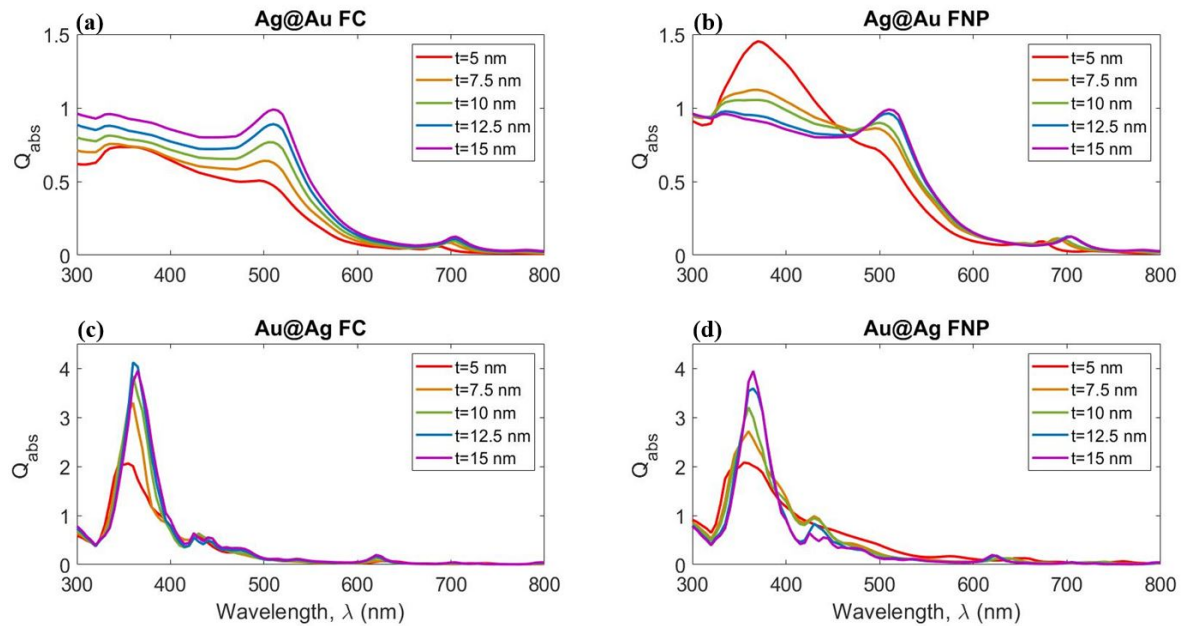 (a) Ag@Au FC
Q_abs
1.5
1
0.5
0
300 400 500 600 700 800
t=5 nm
t=7.5 nm
t=10 nm
t=12.5 nm
t=15 nm
(b) Ag@Au FNP
Q_abs
1.5
1
0.5
0
300 400 500 600 700 800
t=5 nm
t=7.5 nm
t=10 nm
t=12.5 nm
t=15 nm
(c) Au@Ag FC
Q_abs
4
3
2
1
0
300 400 500 600 700 800
Wavelength, λ (nm)
t=5 nm
t=7.5 nm
t=10 nm
t=12.5 nm
t=15 nm
(d) Au@Ag FNP
Q_abs
4
3
2
1
0
300 400 500 600 700 800
Wavelength, λ (nm)
t=5 nm
t=7.5 nm
t=10 nm
t=12.5 nm
t=15 nm